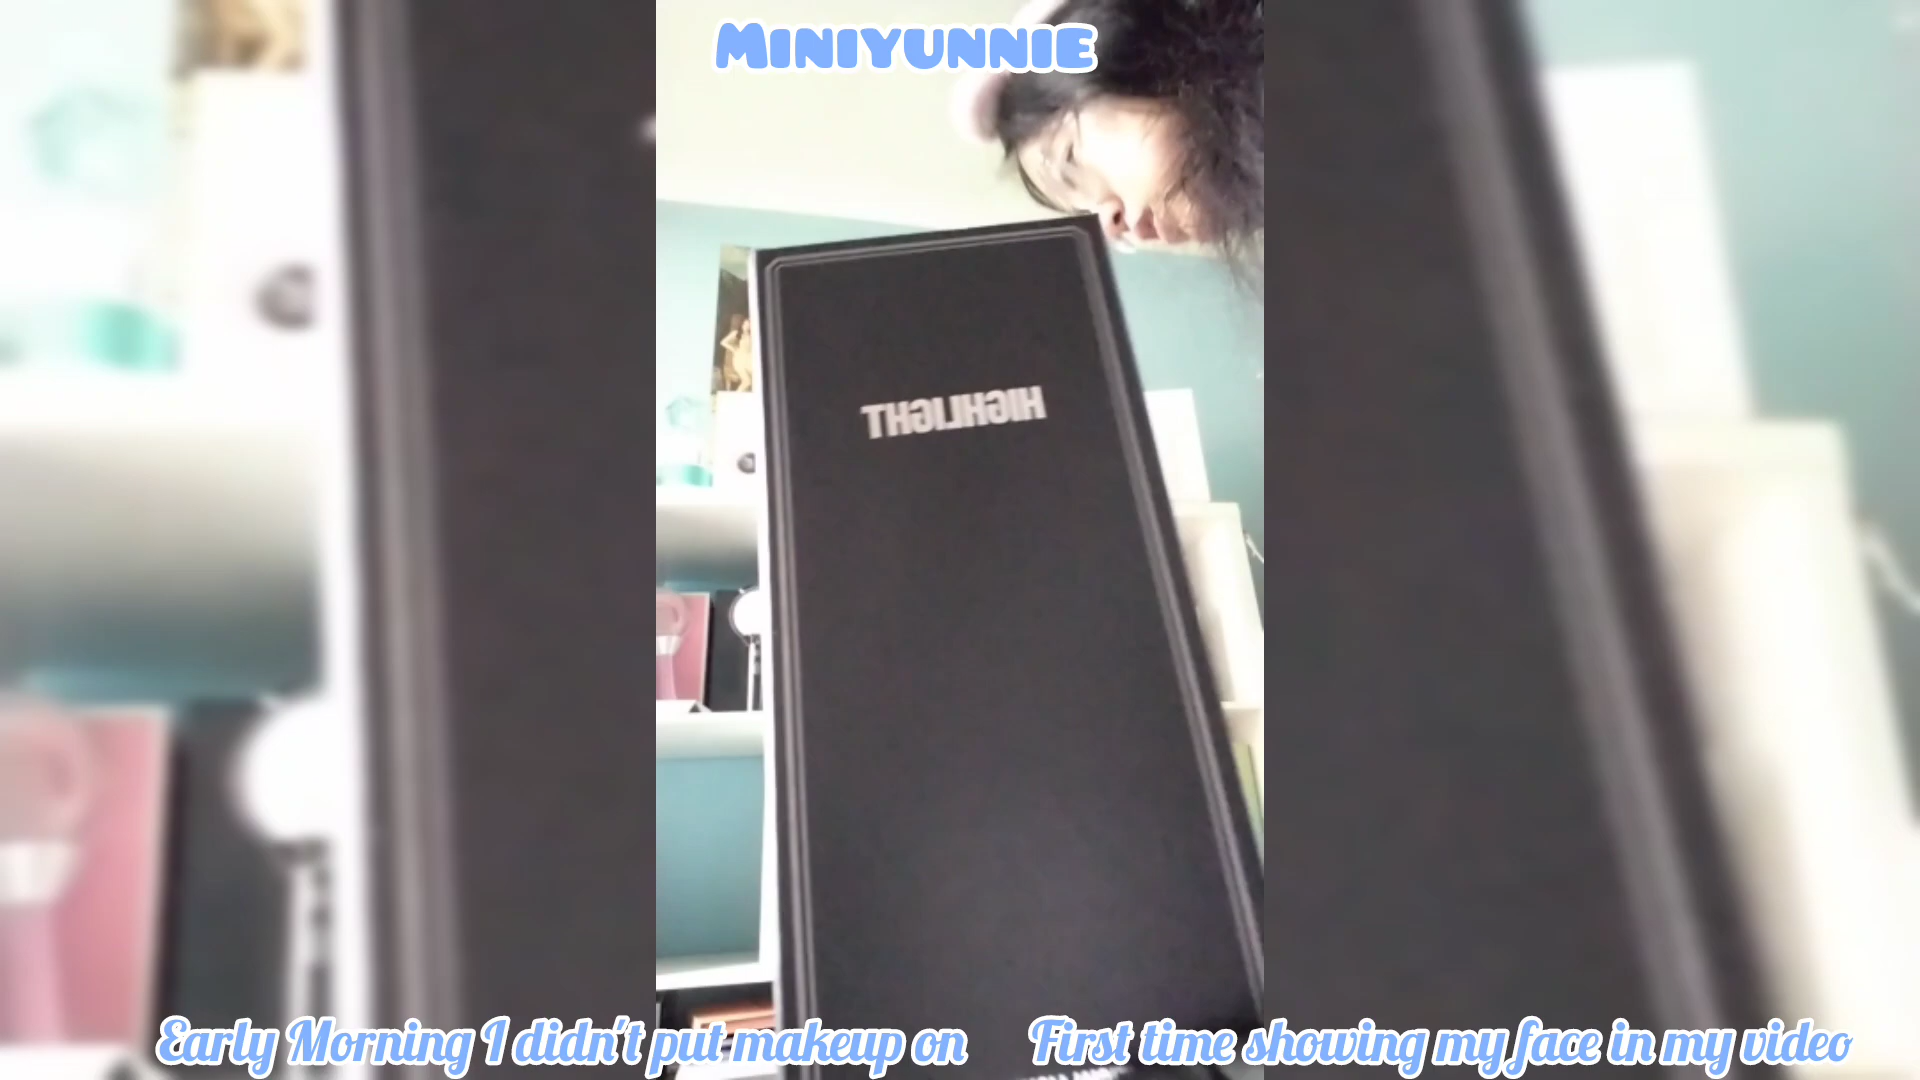 MINIYUNNIE
HIGHLIGHT
Early Morning I didn't put makeup on
First time showing my face in my video